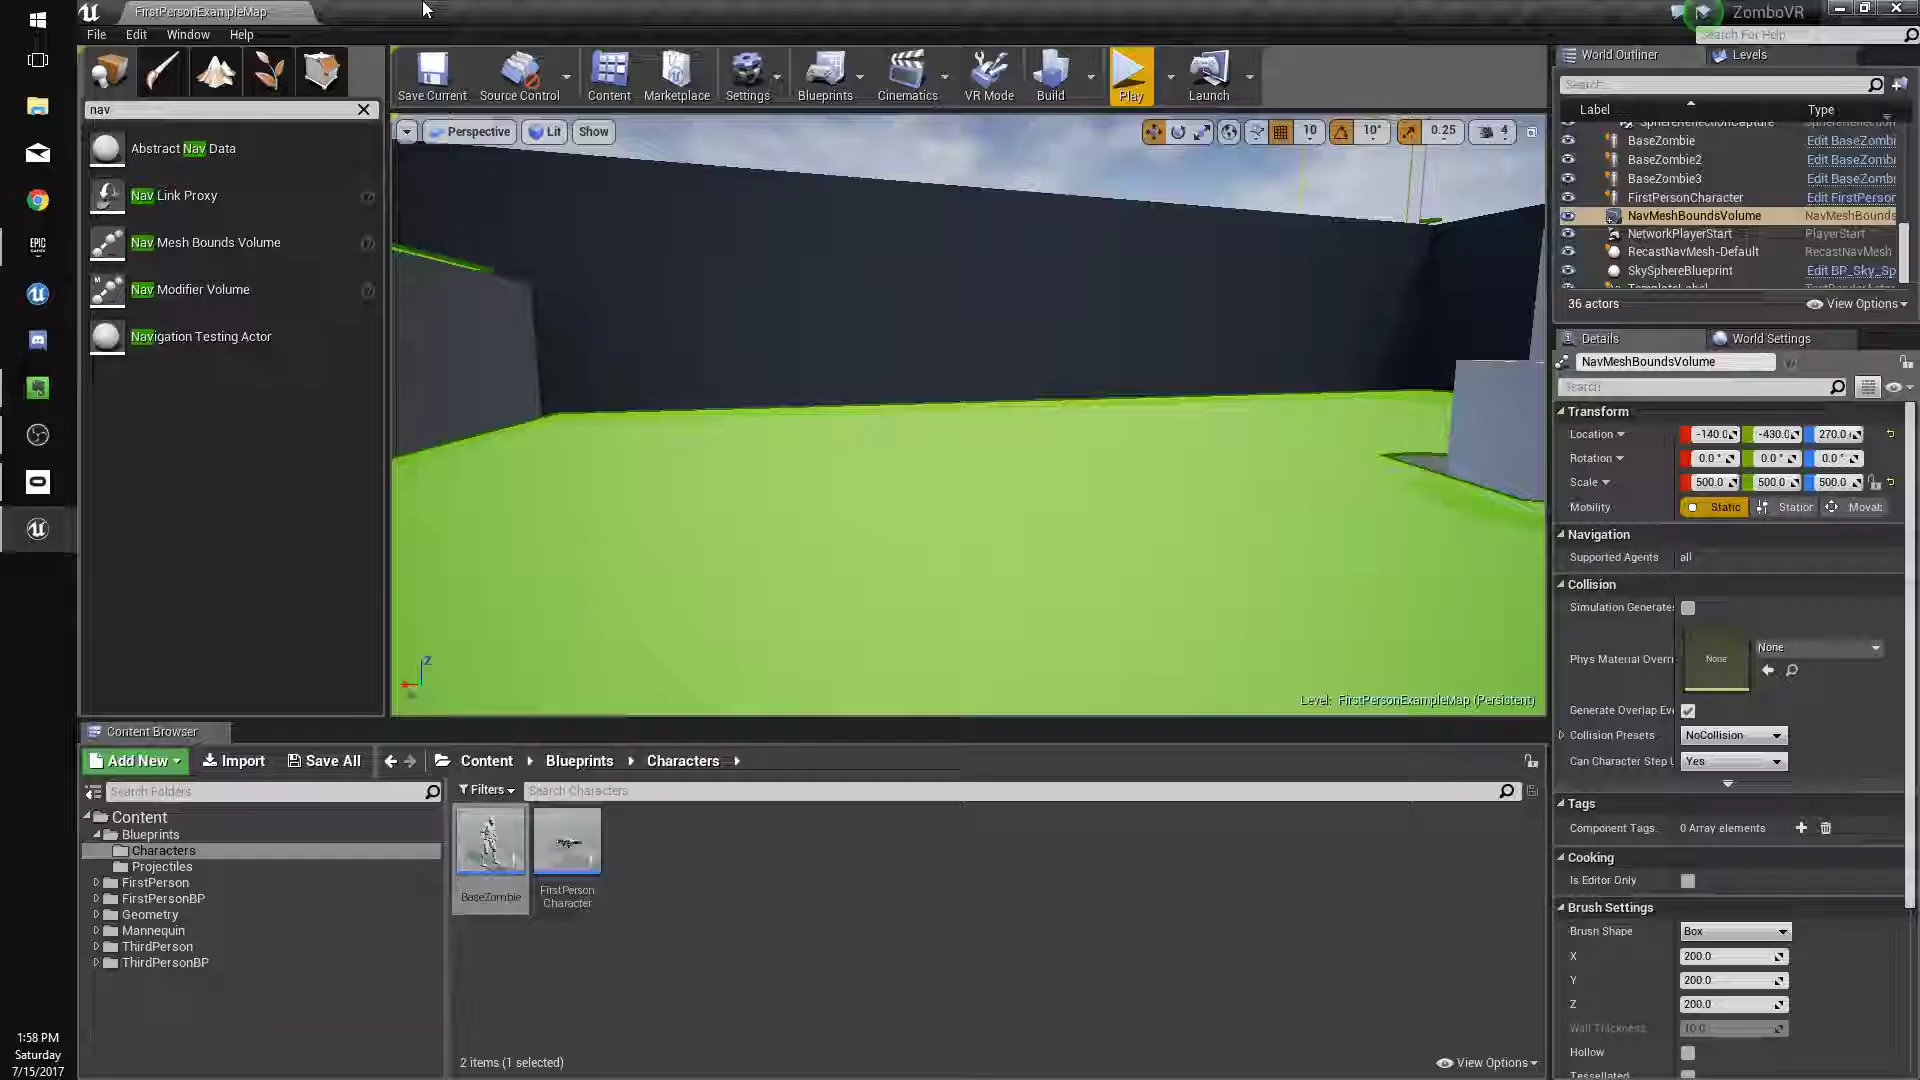 FirstPersonExampleMap
ZomboVR
File Edit Window Help
Search For Help
nav
Abstract Nav Data
Nav Link Proxy
Nav Mesh Bounds Volume
Nav Modifier Volume
Navigation Testing Actor
Save Current
Source Control
Content
Marketplace
Settings
Blueprints
Cinematics
VR Mode
Build
Play
Launch
Perspective
Lit
Show
10
10°
0.25
4
Level: FirstPersonExampleMap (Persistent)
World Outliner
Levels
Search...
Label
Type
SphereReflectionCapture
BaseZombie Edit BaseZombi
BaseZombie2 Edit BaseZombi
BaseZombie3 Edit BaseZombi
FirstPersonCharacter Edit FirstPerson
NavMeshBoundsVolume NavMeshBounds
NetworkPlayerStart PlayerStart
RecastNavMesh-Default RecastNavMesh
SkySphereBlueprint Edit BP_Sky_Sp
36 actors
View Options
Details
World Settings
NavMeshBoundsVolume
Search
Transform
Location -140.0 -430.0 270.0
Rotation 0.0° 0.0° 0.0°
Scale 500.0 500.0 500.0
Mobility Static Station Movab
Navigation
Supported Agents all
Collision
Simulation Generates
Phys Material Overri
None
None
Generate Overlap Eve
Collision Presets NoCollision
Can Character Step U Yes
Tags
Component Tags 0 Array elements
Cooking
Is Editor Only
Brush Settings
Brush Shape Box
X 200.0
Y 200.0
Z 200.0
Wall Thickness 10.0
Hollow
Tessellated
Content Browser
Add New
Import
Save All
Content
Blueprints
Characters
Search Folders
Filters
Search Characters
Content
Blueprints
Characters
Projectiles
FirstPerson
FirstPersonBP
Geometry
Mannequin
ThirdPerson
ThirdPersonBP
BaseZombie
FirstPerson
Character
2 items (1 selected)
View Options
EPIC
GAMES
Z
1:58 PM
Saturday
7/15/2017